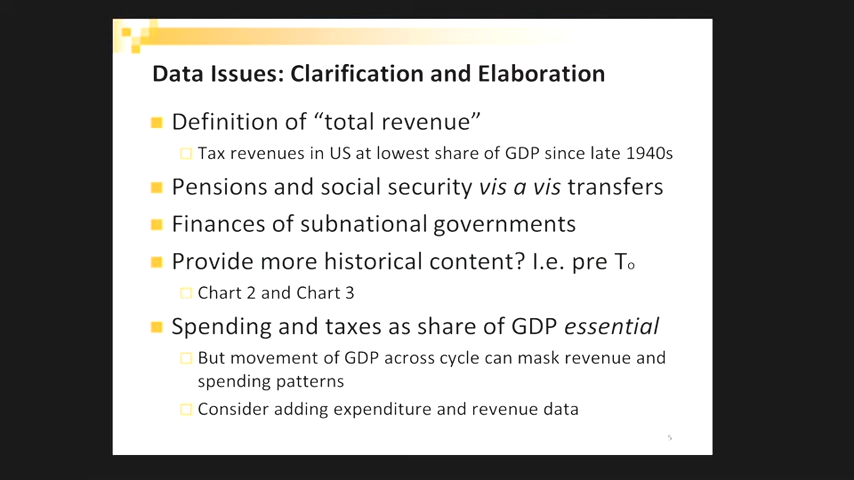 Data Issues: Clarification and Elaboration
Definition of “total revenue”
Tax revenues in US at lowest share of GDP since late 1940s
Pensions and social security vis a vis transfers
Finances of subnational governments
Provide more historical content? I.e. pre To
Chart 2 and Chart 3
Spending and taxes as share of GDP essential
But movement of GDP across cycle can mask revenue and
spending patterns
Consider adding expenditure and revenue data
5